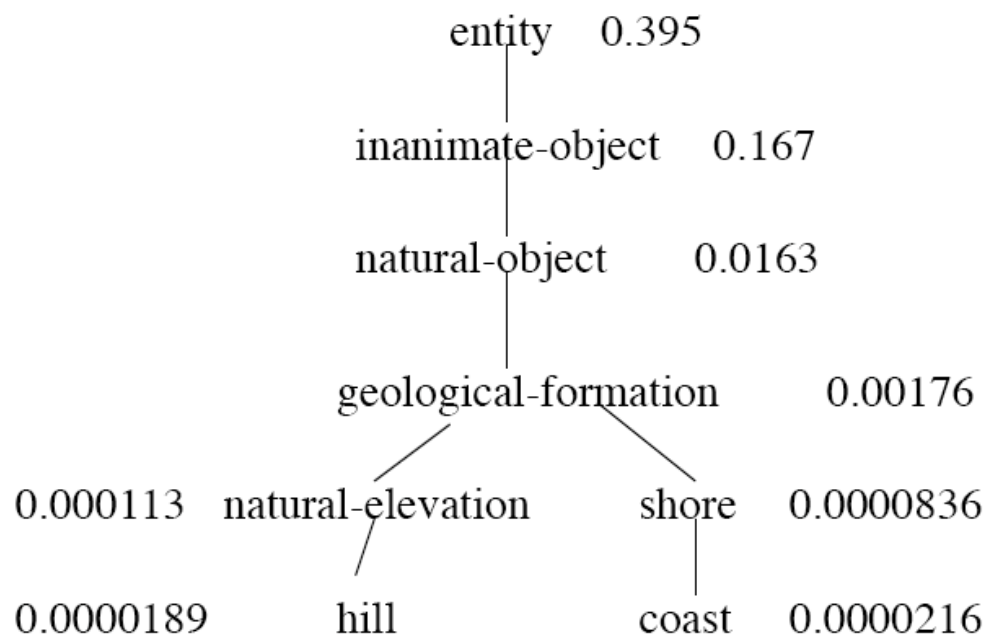 entity 0.395
inanimate-object 0.167
natural-object 0.0163
geological-formation 0.00176
0.000113 natural-elevation shore 0.0000836
0.0000189 hill coast 0.0000216